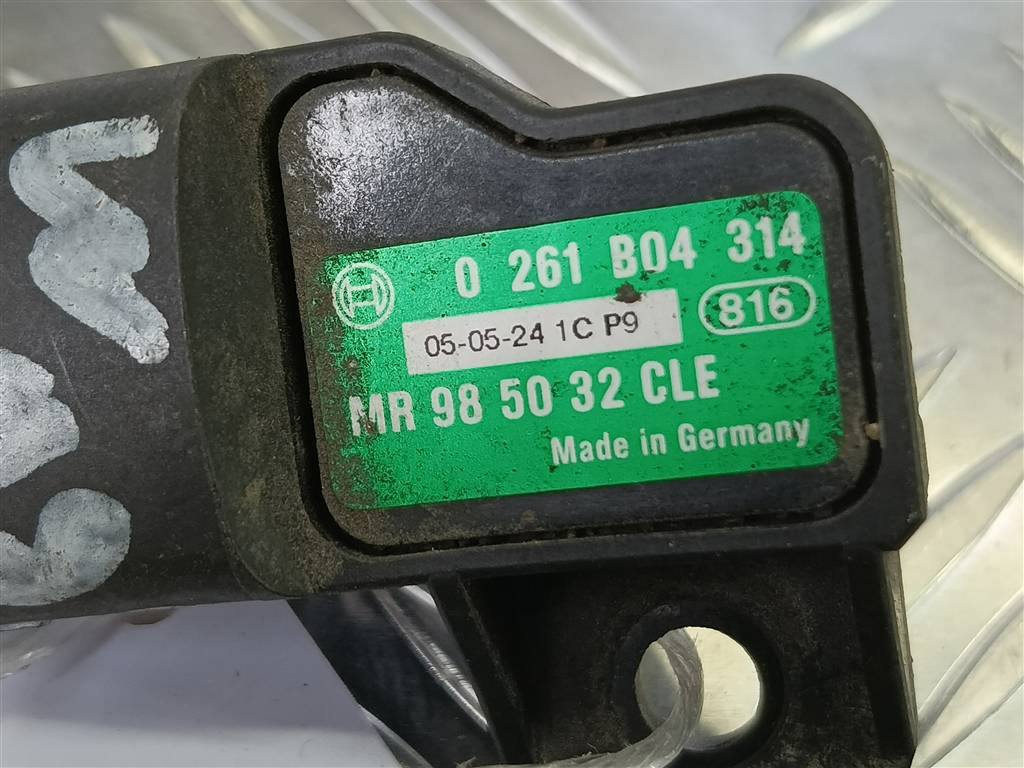 0 261 B04 314
05-05-24 1C P9
816
MR 98 50 32 CLE
Made in Germany